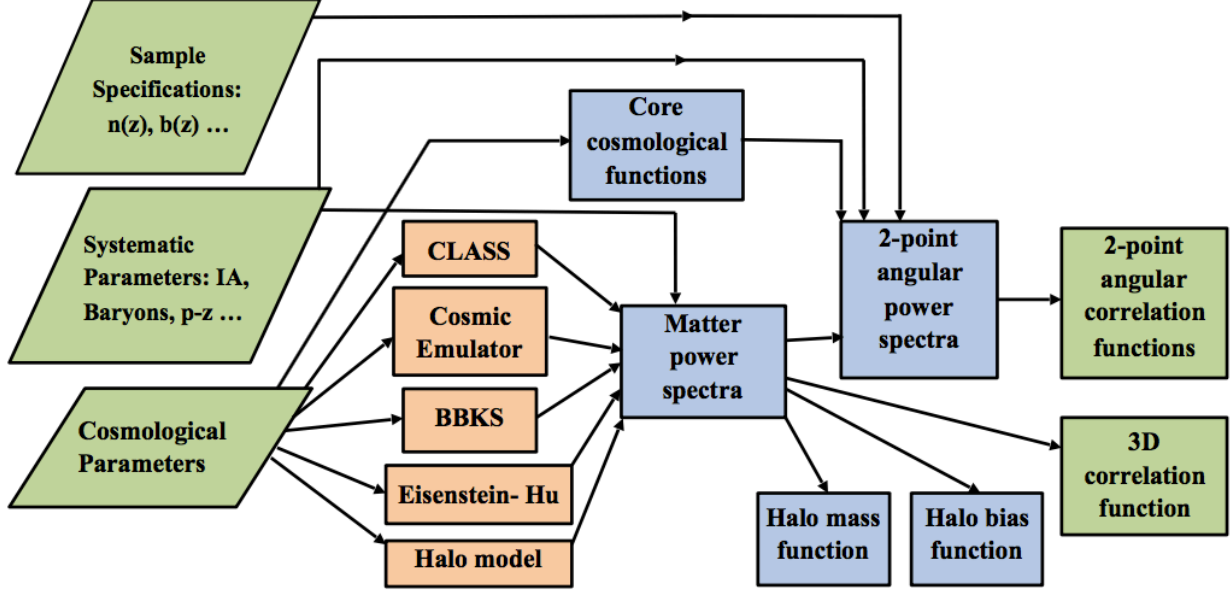 Sample
Specifications:
n(z), b(z) …
Systematic
Parameters: IA,
Baryons, p-z …
Cosmological
Parameters
CLASS
Cosmic
Emulator
BBKS
Eisenstein- Hu
Halo model
Core
cosmological
functions
Matter
power
spectra
2-point
angular
power
spectra
2-point
angular
correlation
functions
3D
correlation
function
Halo mass
function
Halo bias
function